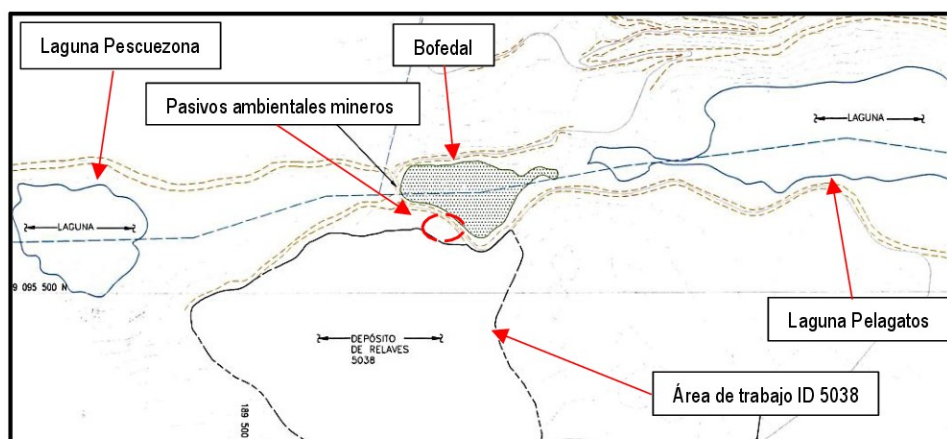 Laguna Pescuezona
Bofedal
Pasivos ambientales mineros
LAGUNA
LAGUNA
9 095 500 N
Laguna Pelagatos
DEPÓSITO
DE RELAVES
5038
Área de trabajo ID 5038
189 500